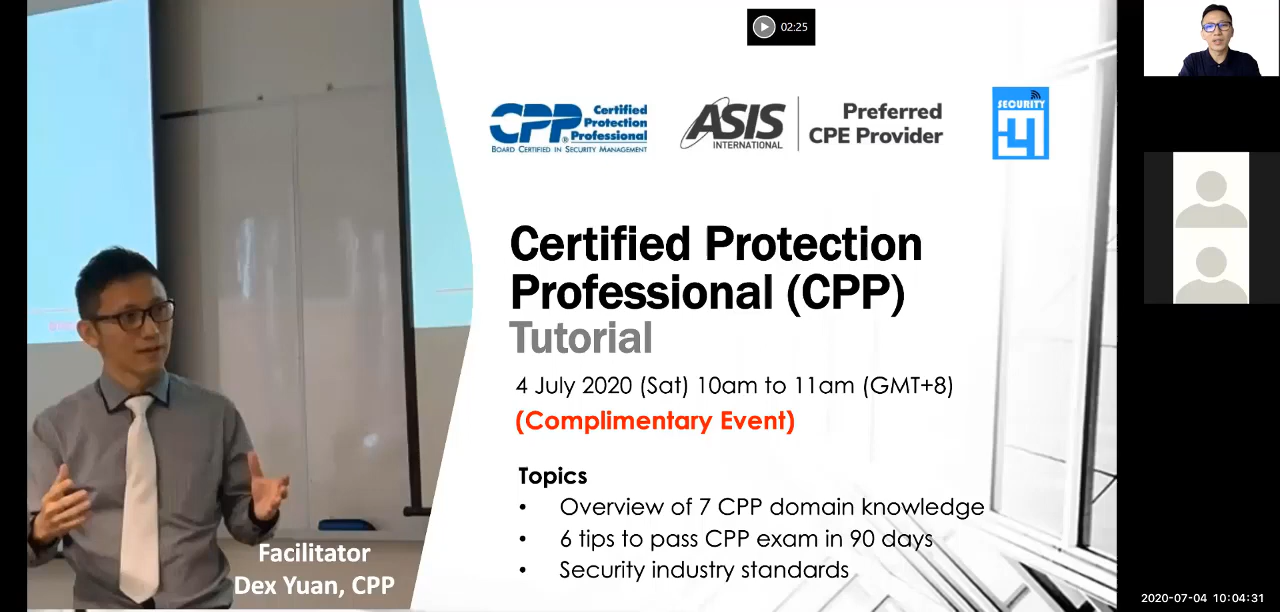 02:25
CPP® Certified
Protection
Professional
BOARD CERTIFIED IN SECURITY MANAGEMENT
ASIS
INTERNATIONAL
Preferred
CPE Provider
SECURITY
Certified Protection
Professional (CPP)
Tutorial
4 July 2020 (Sat) 10am to 11am (GMT+8)
(Complimentary Event)
Topics
• Overview of 7 CPP domain knowledge
• 6 tips to pass CPP exam in 90 days
• Security industry standards
Facilitator
Dex Yuan, CPP
2020-07-04 10:04:31